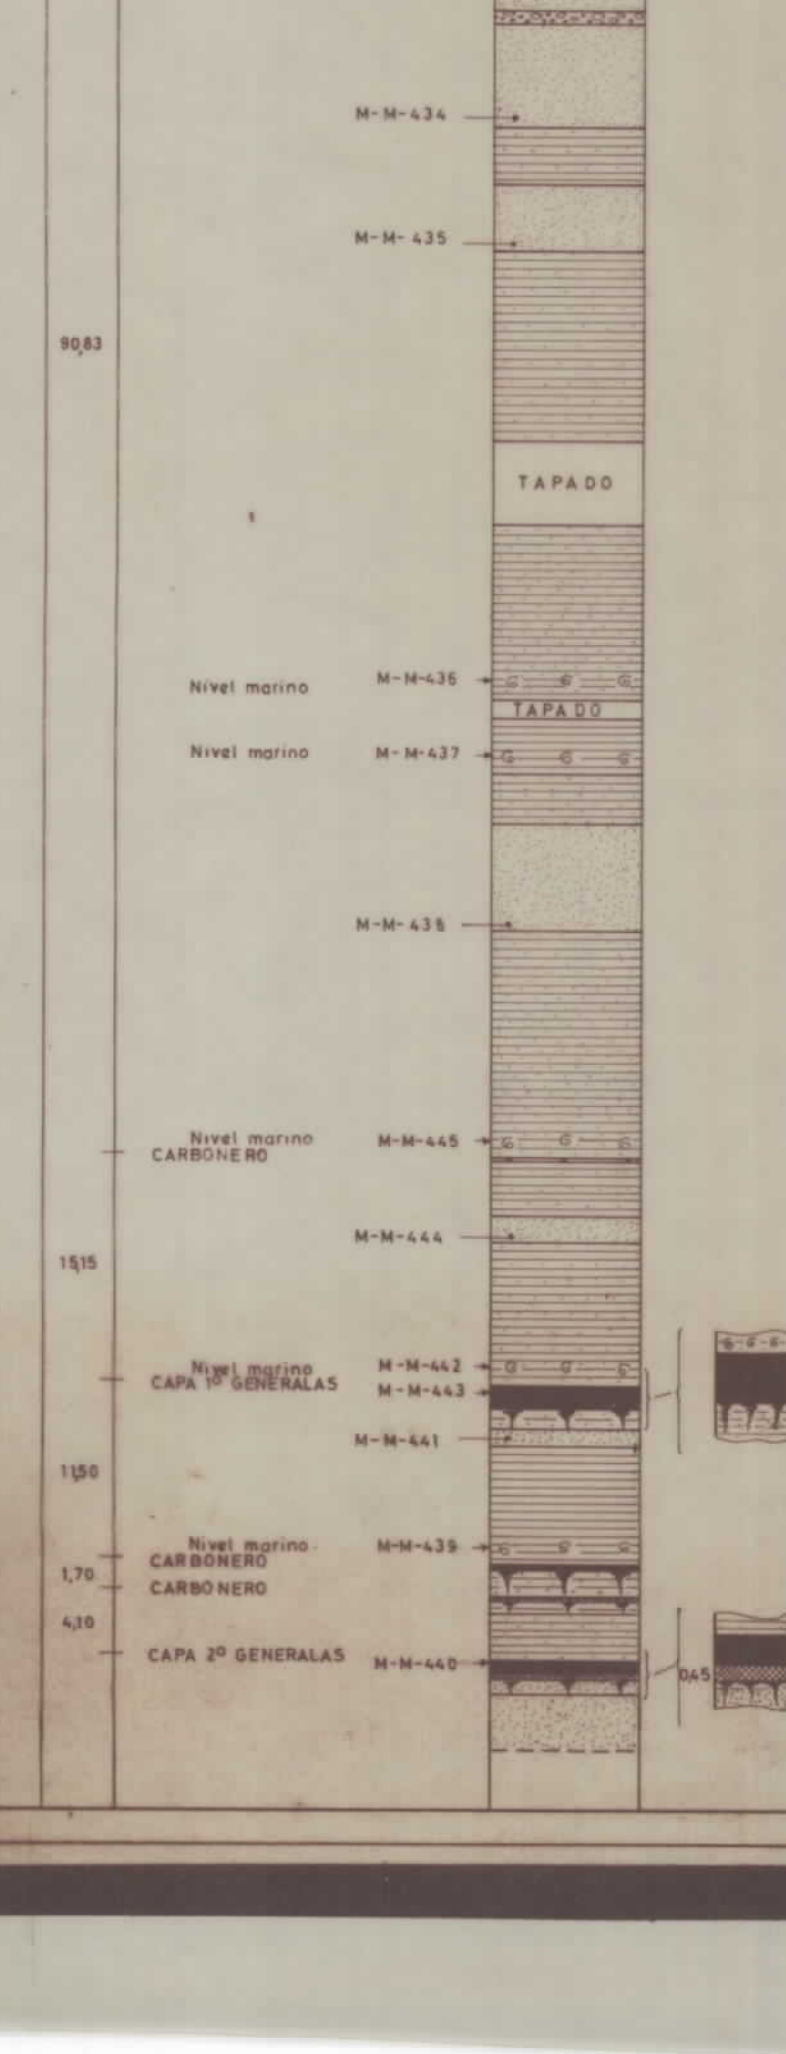 M-M-434
M-M-435
90,83
TAPADO
Nivel marino M-M-436
TAPADO
Nivel marino M-M-437
M-M-438
Nivel marino M-M-445
CARBONERO
M-M-444
15,15
Nivel marino M-M-442
CAPA 1º GENERALAS M-M-443
M-M-441
11,50
Nivel marino M-M-439
CARBONERO
1,70
CARBONERO
4,10
CAPA 2º GENERALAS M-M-440
0,45